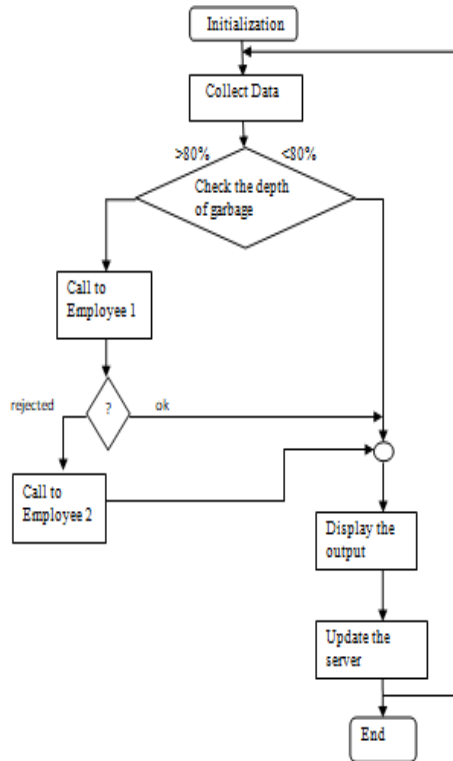 Initialization
Collect Data
>80%
<80%
Check the depth
of garbage
Call to
Employee 1
rejected
?
ok
Call to
Employee 2
Display the
output
Update the
server
End